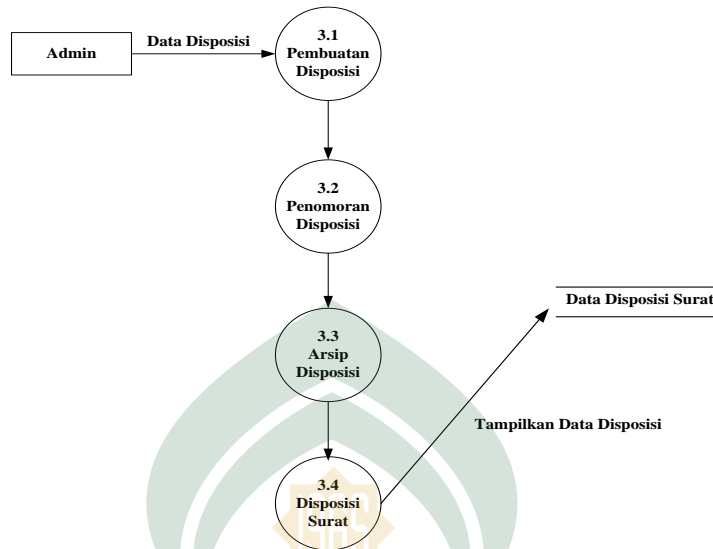 Admin
Data Disposisi
3.1
Pembuatan
Disposisi
3.2
Penomoran
Disposisi
Data Disposisi Surat
3.3
Arsip
Disposisi
Tampilkan Data Disposisi
3.4
Disposisi
Surat